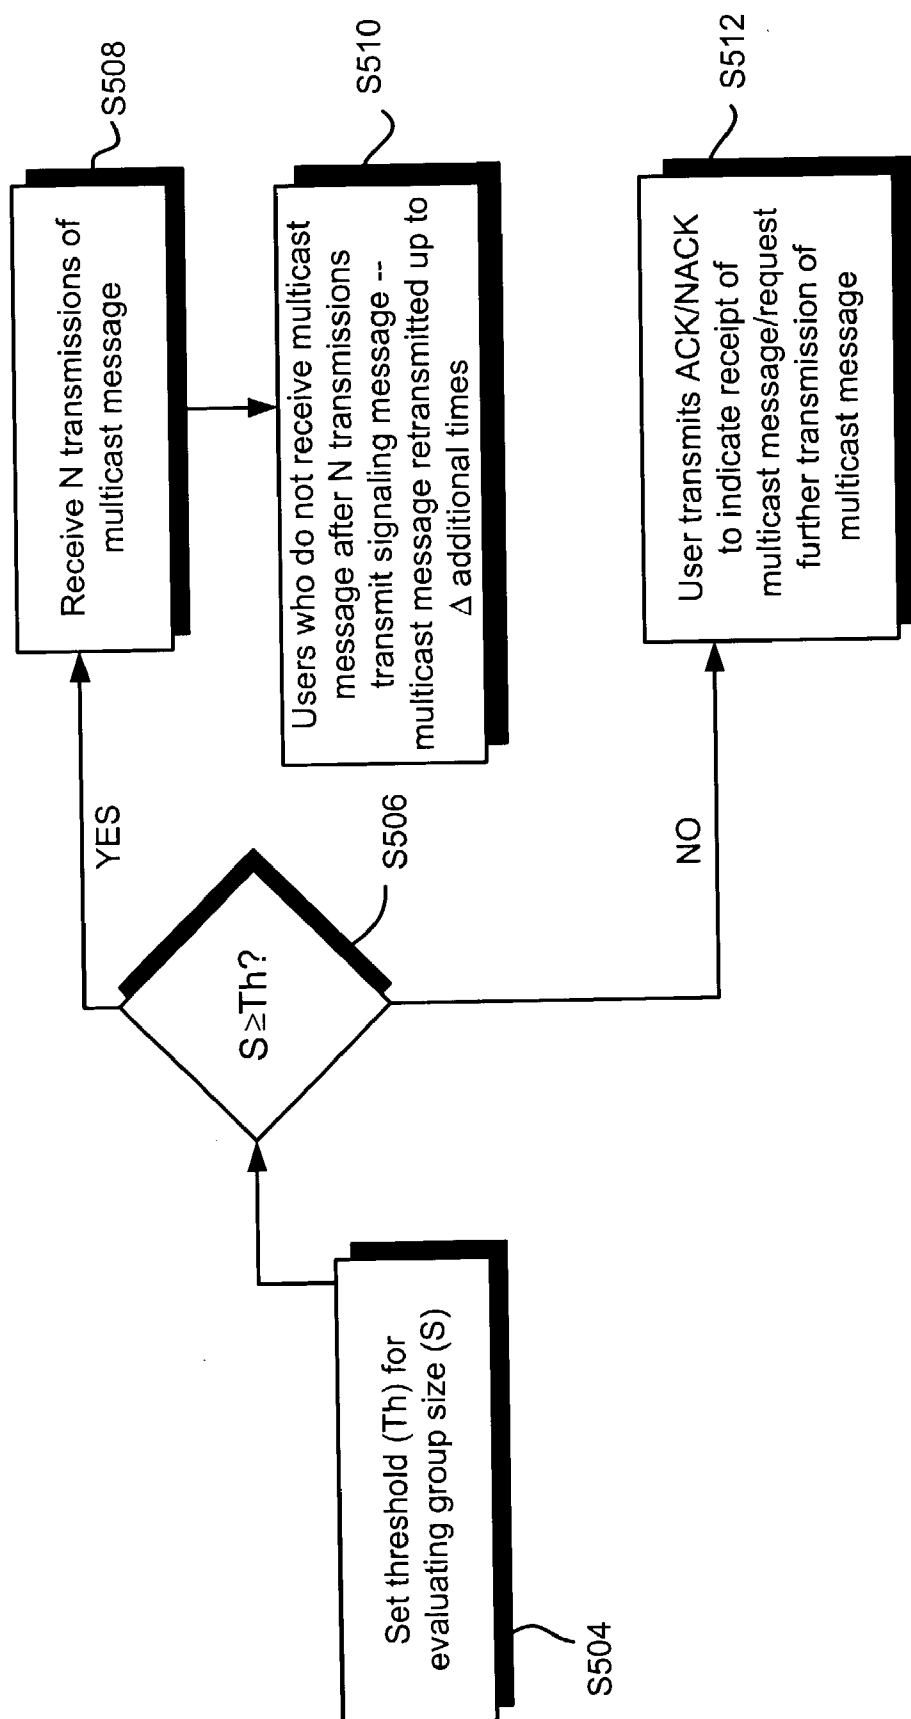 Set threshold (Th) for
evaluating group size (S)
S504
S≥Th?
S506
YES
Receive N transmissions of
multicast message
S508
Users who do not receive multicast
message after N transmissions
transmit signaling message --
multicast message retransmitted up to
Δ additional times
S510
NO
User transmits ACK/NACK
to indicate receipt of
multicast message/request
further transmission of
multicast message
S512